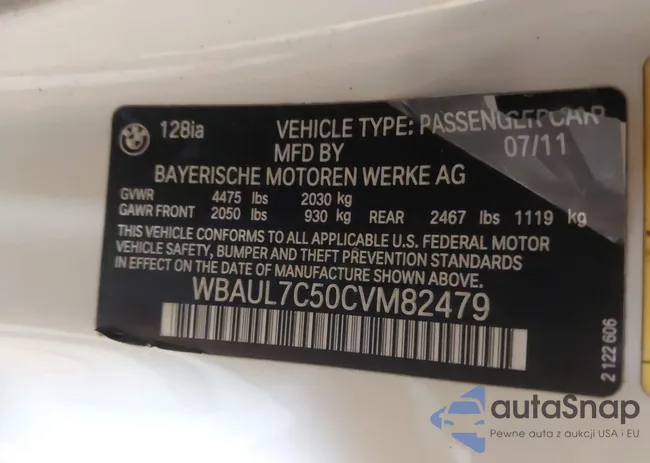 128ia VEHICLE TYPE: PASSENGER CAR
MFD BY 07/11
BAYERISCHE MOTOREN WERKE AG
GVWR 4475 lbs 2030 kg
GAWR FRONT 2050 lbs 930 kg REAR 2467 lbs 1119 kg
THIS VEHICLE CONFORMS TO ALL APPLICABLE U.S. FEDERAL MOTOR
VEHICLE SAFETY, BUMPER AND THEFT PREVENTION STANDARDS
IN EFFECT ON THE DATE OF MANUFACTURE SHOWN ABOVE.
WBAUL7C50CVM82479
2 122 606
autaSnap
Pewne auta z aukcji USA i EU